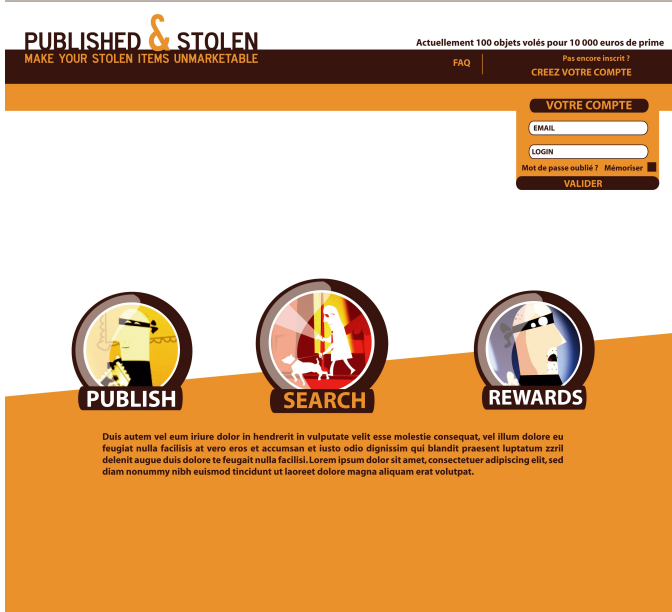 PUBLISHED & STOLEN
MAKE YOUR STOLEN ITEMS UNMARKETABLE
Actuellement 100 objets volés pour 10 000 euros de prime
FAQ
Pas encore inscrit ?
CREEZ VOTRE COMPTE
VOTRE COMPTE
EMAIL
LOGIN
Mot de passe oublié ? Mémoriser
VALIDER
PUBLISH
SEARCH
REWARDS
Duis autem vel eum iriure dolor in hendrerit in vulputate velit esse molestie consequat, vel illum dolore eu
feugiat nulla facilisis at vero eros et accumsan et iusto odio dignissim qui blandit praesent luptatum zzril
delenit augue duis dolore te feugait nulla facilisi. Lorem ipsum dolor sit amet, consectetuer adipiscing elit, sed
diam nonummy nibh euismod tincidunt ut laoreet dolore magna aliquam erat volutpat.